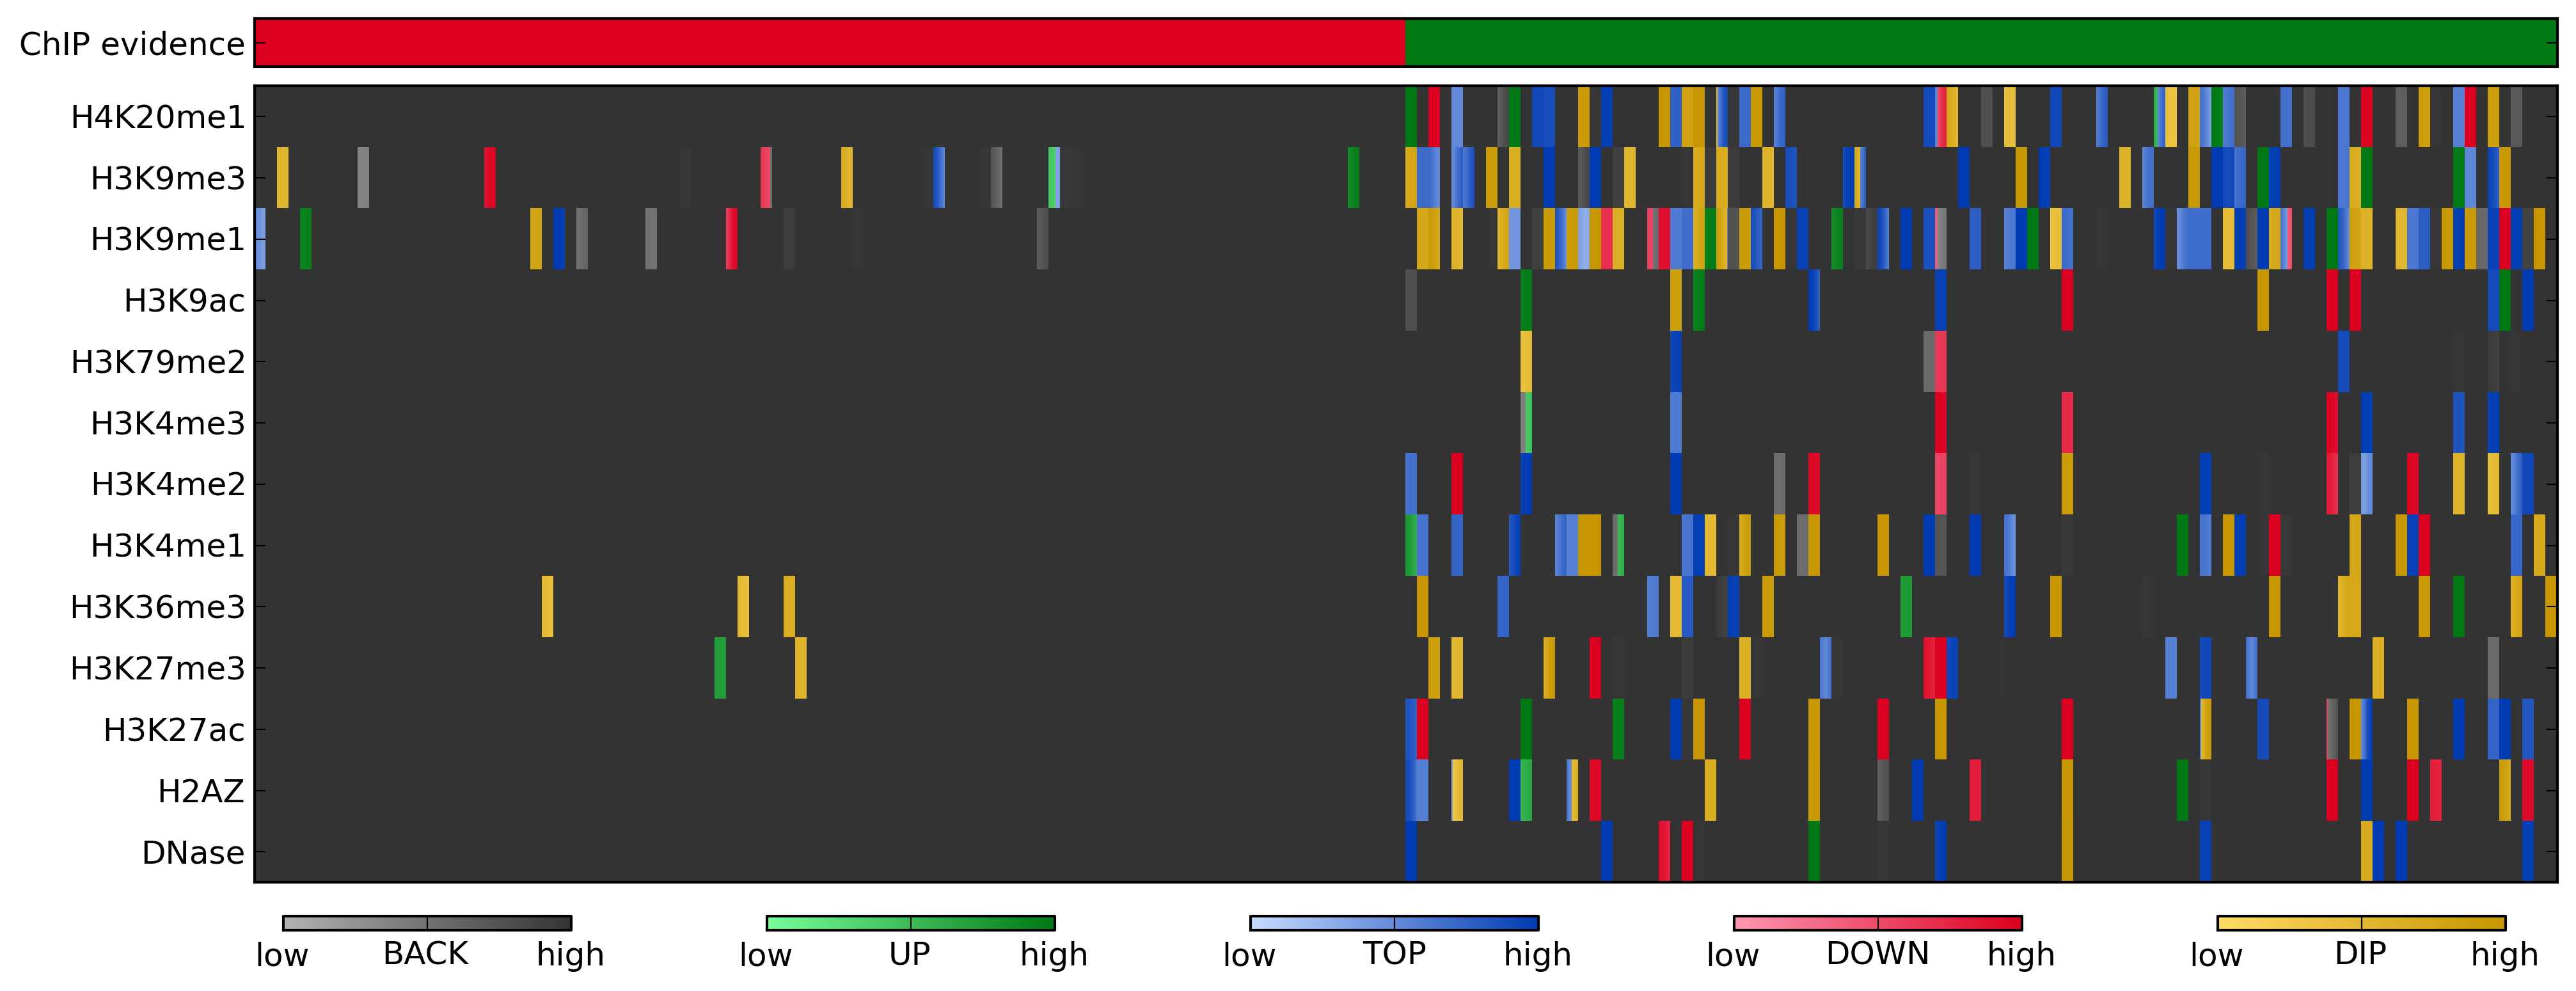 ChIP evidence
H4K20me1
H3K9me3
H3K9me1
H3K9ac
H3K79me2
H3K4me3
H3K4me2
H3K4me1
H3K36me3
H3K27me3
H3K27ac
H2AZ
DNase
low BACK high low UP high low TOP high low DOWN high low DIP high